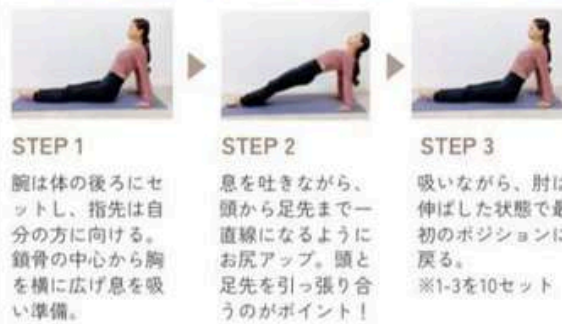 STEP 1
腕は体の後ろにセ
ットし、指先は自
分の方に向ける。
鎖骨の中心から胸
を横に広げ息を吸
い準備。
STEP 2
息を吐きながら、
頭から足先まで一
直線になるように
お尻アップ。頭と
足先を引っ張り合
うのがポイント！
STEP 3
吸いながら、肘は
伸ばした状態で最
初のポジションに
戻る。
※1-3を10セット